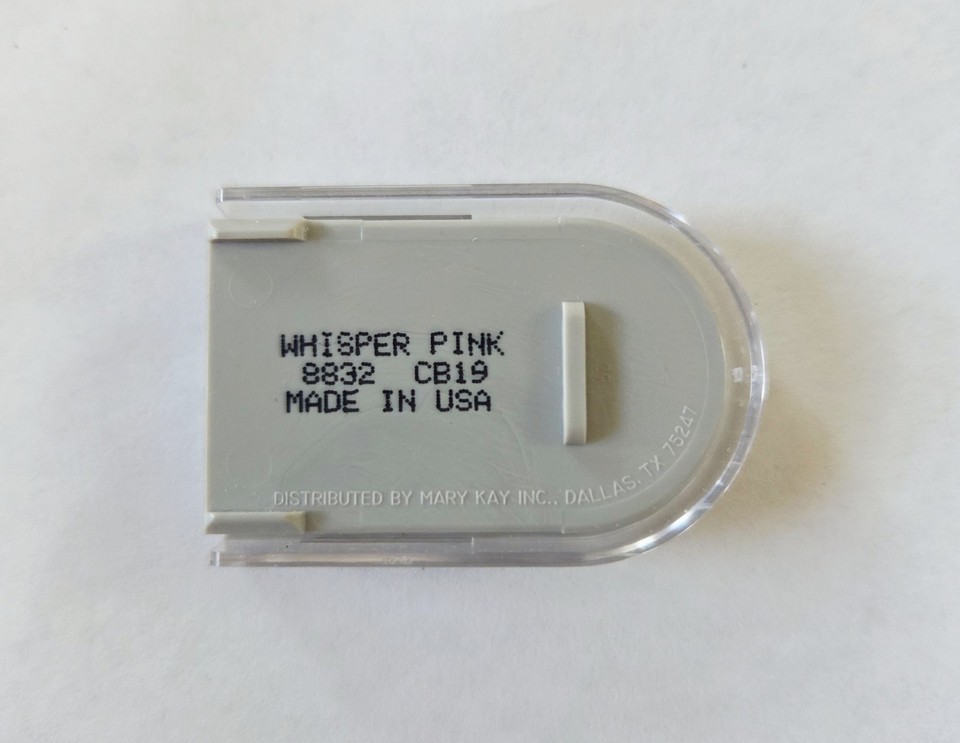 WHISPER PINK
8832 CB19
MADE IN USA
DISTRIBUTED BY MARY KAY INC., DALLAS, TX 75247